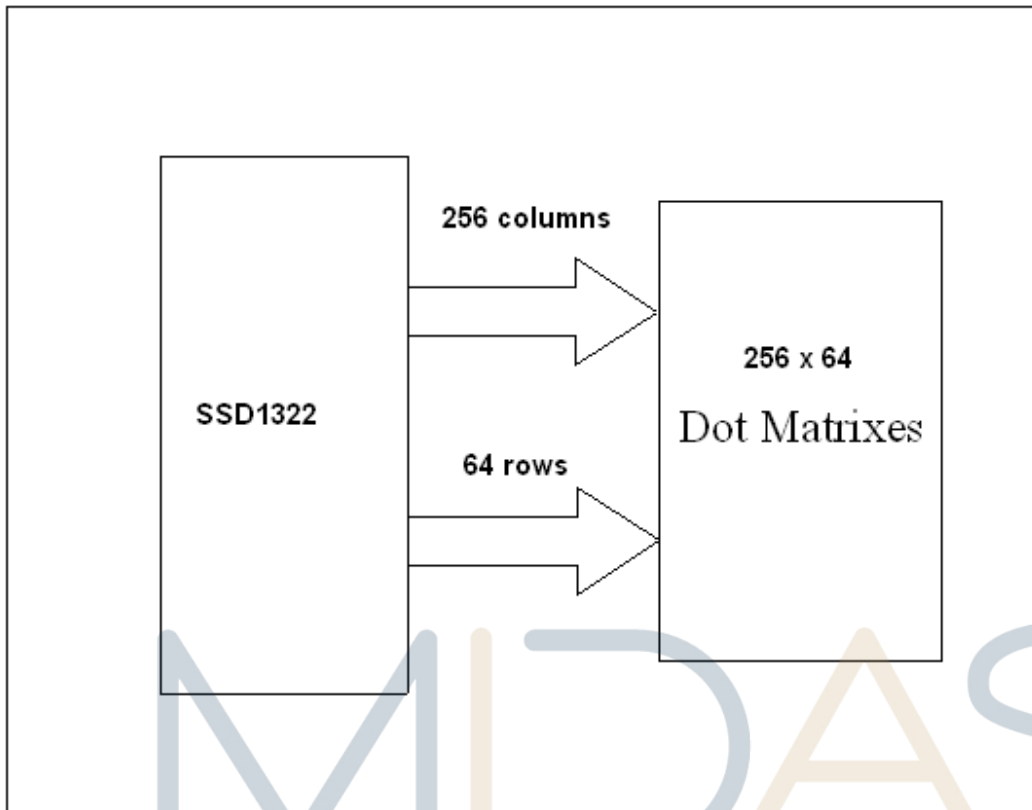 256 columns
256 x 64
SSD1322
Dot Matrixes
64 rows
MIDAS